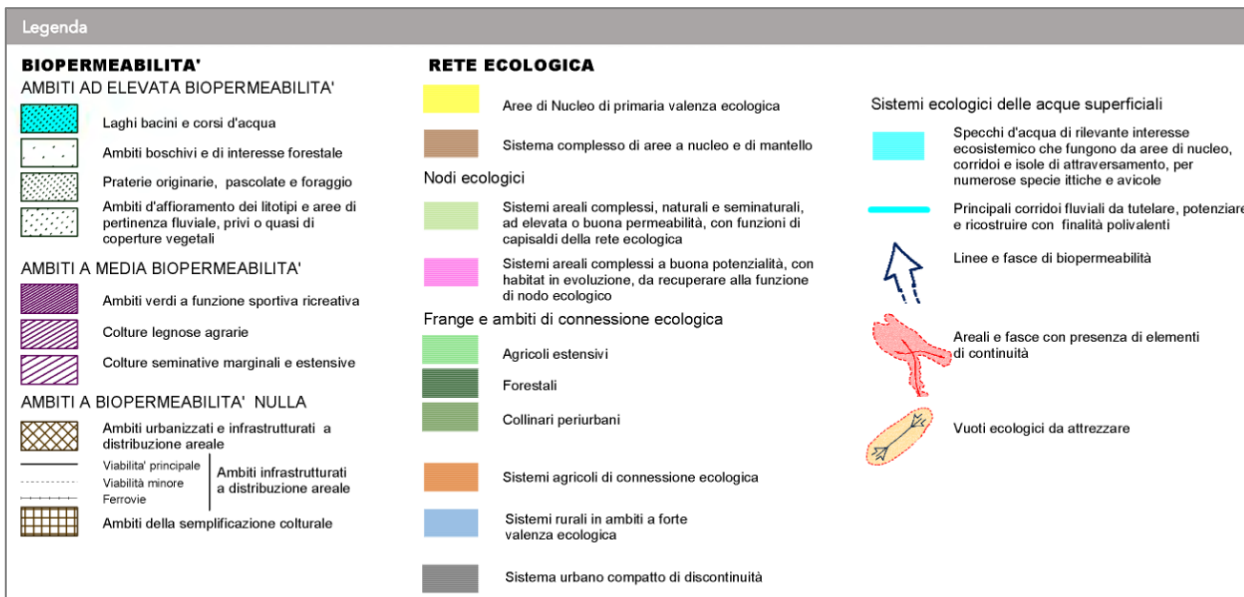 Legenda
BIOPERMEABILITA'
AMBITI AD ELEVATA BIOPERMEABILITA'
Laghi bacini e corsi d'acqua
Ambiti boschivi e di interesse forestale
Praterie originarie, pascolate e foraggio
Ambiti d'affioramento dei litotipi e aree di
pertinenza fluviale, privi o quasi di
coperture vegetali
AMBITI A MEDIA BIOPERMEABILITA'
Ambiti verdi a funzione sportiva ricreativa
Colture legnose agrarie
Colture seminative marginali e estensive
AMBITI A BIOPERMEABILITA' NULLA
Ambiti urbanizzati e infrastrutturati a
distribuzione areale
Viabilita' principale
Viabilità minore
Ferrovie
Ambiti infrastrutturati
a distribuzione areale
Ambiti della semplificazione colturale
RETE ECOLOGICA
Aree di Nucleo di primaria valenza ecologica
Sistema complesso di aree a nucleo e di mantello
Nodi ecologici
Sistemi areali complessi, naturali e seminaturali,
ad elevata o buona permeabilità, con funzioni di
capisaldi della rete ecologica
Sistemi areali complessi a buona potenzialità, con
habitat in evoluzione, da recuperare alla funzione
di nodo ecologico
Frange e ambiti di connessione ecologica
Agricoli estensivi
Forestali
Collinari periurbani
Sistemi agricoli di connessione ecologica
Sistemi rurali in ambiti a forte
valenza ecologica
Sistema urbano compatto di discontinuità
Sistemi ecologici delle acque superficiali
Specchi d'acqua di rilevante interesse
ecosistemico che fungono da aree di nucleo,
corridoi e isole di attraversamento, per
numerose specie ittiche e avicole
Principali corridoi fluviali da tutelare, potenziare
e ricostruire con finalità polivalenti
Linee e fasce di biopermeabilità
Areali e fasce con presenza di elementi
di continuità
Vuoti ecologici da attrezzare